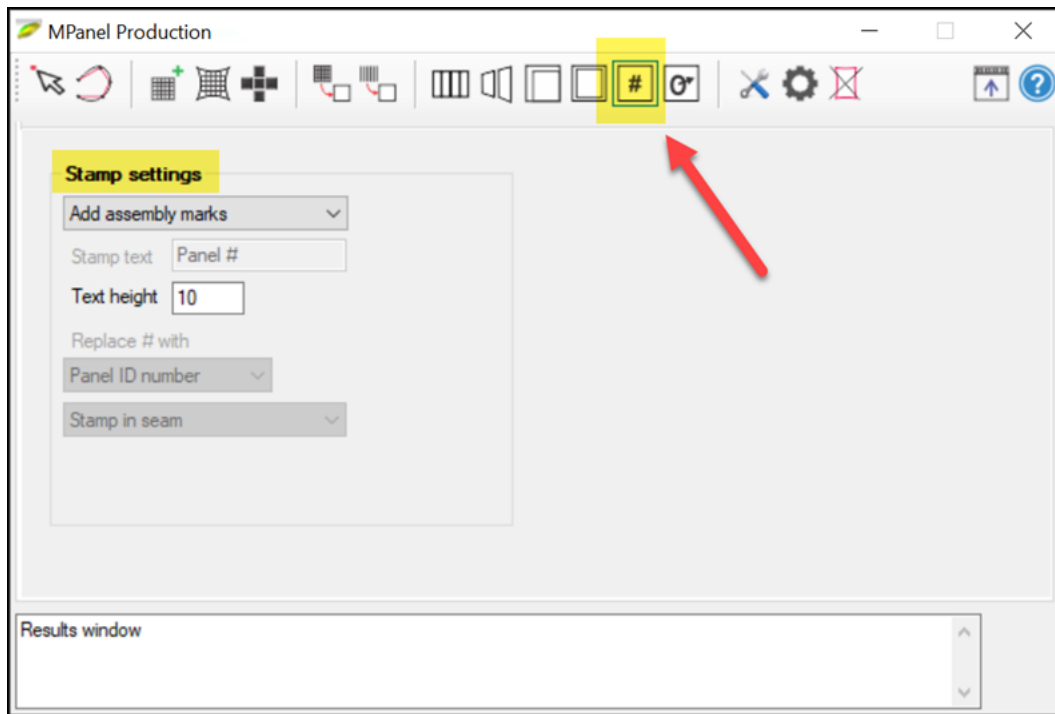 MPanel Production
#
?
Stamp settings
Add assembly marks
Stamp text Panel #
Text height 10
Replace # with
Panel ID number
Stamp in seam
Results window